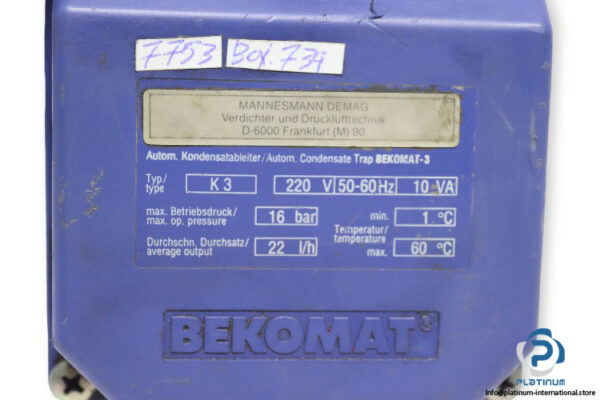 7753 Box.734
MANNESMANN DEMAG
Verdichter und Drucklufttechnik
D-6000 Frankfurt (M) 90
Autom. Kondensatableiter/Autom. Condensate Trap BEKOMAT-3
Typ/ type K 3 220 V 50-60 Hz 10 VA
max. Betriebsdruck/ max. op. pressure 16 bar min. 1 °C
Durchschn. Durchsatz/ average output 22 l/h Temperatur/ temperature max. 60 °C
BEKOMAT®
PLATINUM
info@platinum-international.store